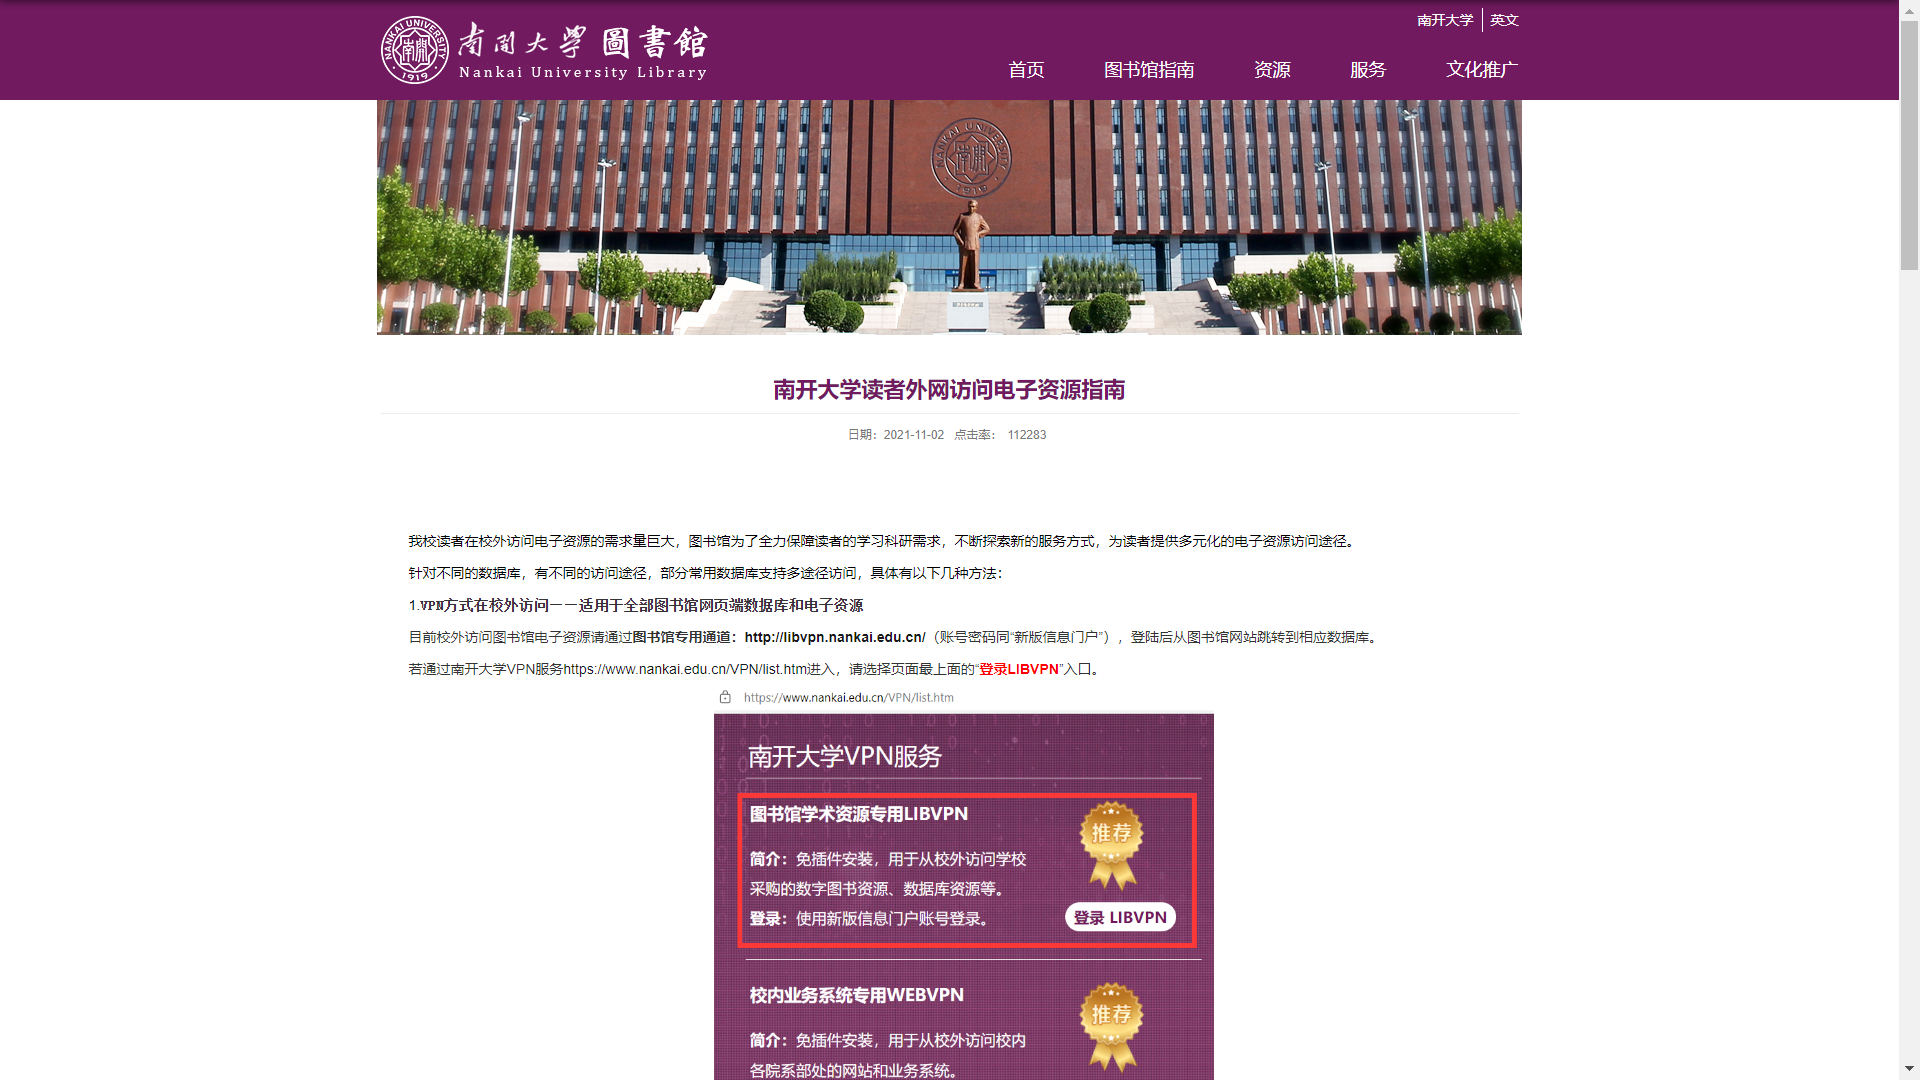 南开大学 英文
南開大學 圖書館
NANKAI UNIVERSITY
南開
1919
Nankai University Library
首页 图书馆指南 资源 服务 文化推广
NANKAI UNIVERSITY
南開
1919
南开大学读者外网访问电子资源指南
日期：2021-11-02 点击率： 112283
我校读者在校外访问电子资源的需求量巨大，图书馆为了全力保障读者的学习科研需求，不断探索新的服务方式，为读者提供多元化的电子资源访问途径。
针对不同的数据库，有不同的访问途径，部分常用数据库支持多途径访问，具体有以下几种方法：
1.VPN方式在校外访问——适用于全部图书馆网页端数据库和电子资源
目前校外访问图书馆电子资源请通过图书馆专用通道：http://libvpn.nankai.edu.cn/（账号密码同“新版信息门户”），登陆后从图书馆网站跳转到相应数据库。
若通过南开大学VPN服务https://www.nankai.edu.cn/VPN/list.htm进入，请选择页面最上面的“登录LIBVPN”入口。
https://www.nankai.edu.cn/VPN/list.htm
南开大学VPN服务
图书馆学术资源专用LIBVPN
推荐
简介：免插件安装，用于从校外访问学校
采购的数字图书资源、数据库资源等。
登录：使用新版信息门户账号登录。
登录 LIBVPN
校内业务系统专用WEBVPN
推荐
简介：免插件安装，用于从校外访问校内
各院系部处的网站和业务系统。